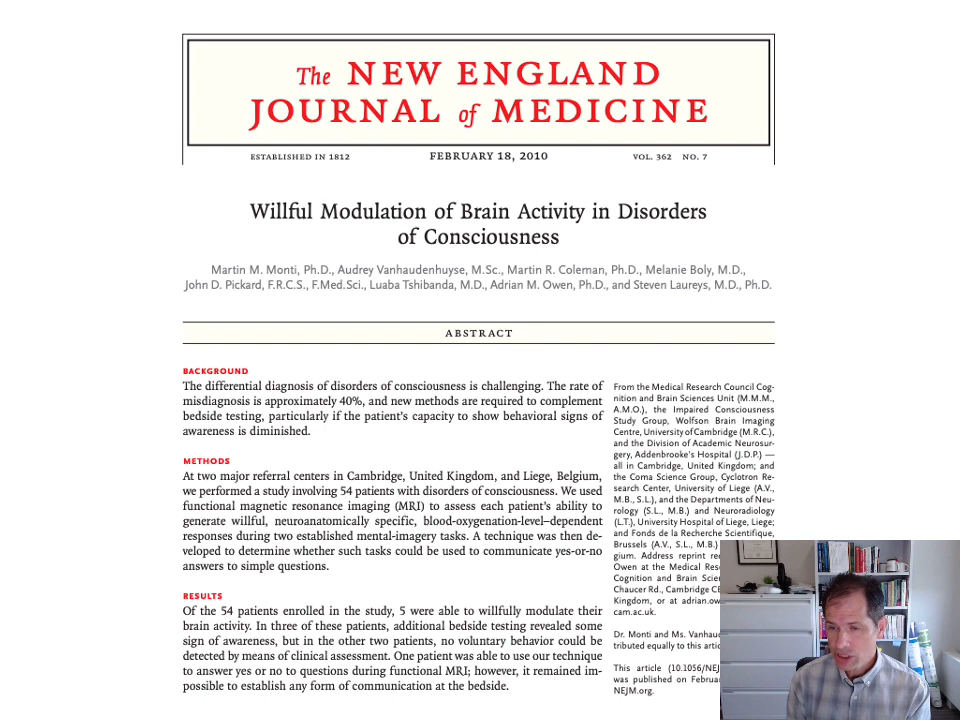 The NEW ENGLAND
JOURNAL of MEDICINE
ESTABLISHED IN 1812
FEBRUARY 18, 2010
VOL. 362 NO. 7
Willful Modulation of Brain Activity in Disorders
of Consciousness
Martin M. Monti, Ph.D., Audrey Vanhaudenhuyse, M.Sc., Martin R. Coleman, Ph.D., Melanie Boly, M.D.,
John D. Pickard, F.R.C.S., F.Med.Sci., Luaba Tshibanda, M.D., Adrian M. Owen, Ph.D., and Steven Laureys, M.D., Ph.D.
ABSTRACT
BACKGROUND
The differential diagnosis of disorders of consciousness is challenging. The rate of
misdiagnosis is approximately 40%, and new methods are required to complement
bedside testing, particularly if the patient's capacity to show behavioral signs of
awareness is diminished.
METHODS
At two major referral centers in Cambridge, United Kingdom, and Liege, Belgium,
we performed a study involving 54 patients with disorders of consciousness. We used
functional magnetic resonance imaging (MRI) to assess each patient's ability to
generate willful, neuroanatomically specific, blood-oxygenation-level–dependent
responses during two established mental-imagery tasks. A technique was then de-
veloped to determine whether such tasks could be used to communicate yes-or-no
answers to simple questions.
RESULTS
Of the 54 patients enrolled in the study, 5 were able to willfully modulate their
brain activity. In three of these patients, additional bedside testing revealed some
sign of awareness, but in the other two patients, no voluntary behavior could be
detected by means of clinical assessment. One patient was able to use our technique
to answer yes or no to questions during functional MRI; however, it remained im-
possible to establish any form of communication at the bedside.
From the Medical Research Council Cog-
nition and Brain Sciences Unit (M.M.M.,
A.M.O.), the Impaired Consciousness
Study Group, Wolfson Brain Imaging
Centre, University of Cambridge (M.R.C.),
and the Division of Academic Neurosur-
gery, Addenbrooke's Hospital (J.D.P.) —
all in Cambridge, United Kingdom; and
the Coma Science Group, Cyclotron Re-
search Center, University of Liege (A.V.,
M.B., S.L.), and the Departments of Neu-
rology (S.L., M.B.) and Neuroradiology
(L.T.), University Hospital of Liege, Liege;
and Fonds de la Recherche Scientifique,
Brussels (A.V., S.L., M.B.)
gium. Address reprint
Owen at the Medical
Cognition and Brain
Chaucer Rd., Cambridge
Kingdom, or at
cam.ac.uk.
Dr. Monti and Ms.
tributed equally to this
This article
was published on
NEJM.org.